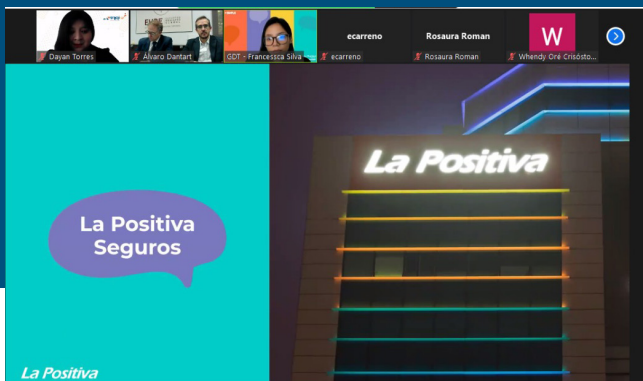 ecarreno
Rosaura Roman
W
Dayan Torres
Álvaro Dantart
GDT - Francessca Silva
ecarreno
Rosaura Roman
Whendy Oré Crisósto...
La Positiva
La Positiva
Seguros
La Positiva